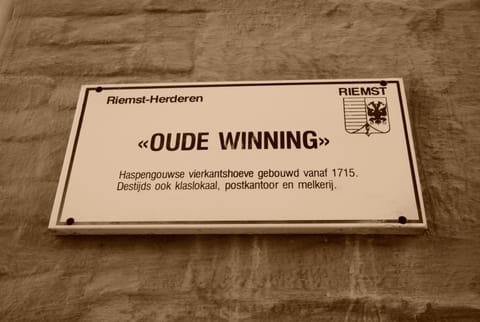 Riemst-Herderen
RIEMST
«OUDE WINNING»
Haspengouwse vierkantshoeve gebouwd vanaf 1715.
Destijds ook klaslokaal, postkantoor en melkerij.